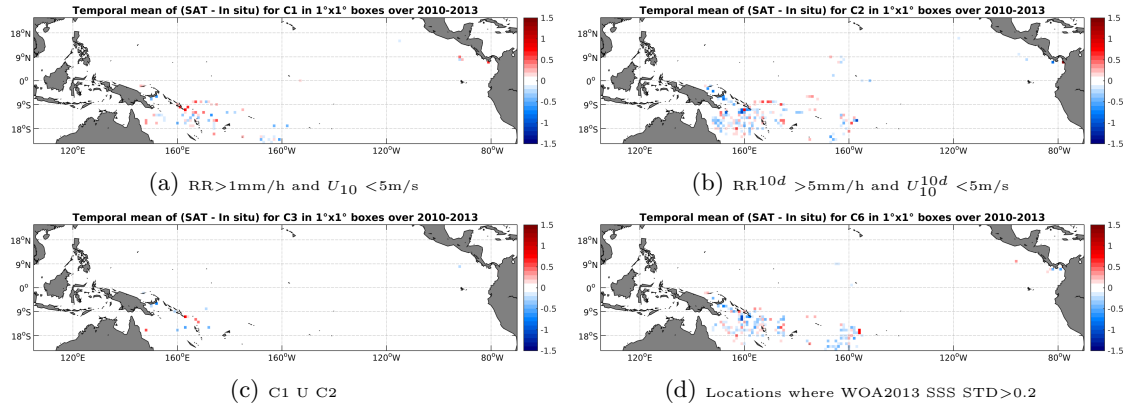 Temporal mean of (SAT - In situ) for C1 in 1°x1° boxes over 2010-2013
18°N
9°N
0°
9°S
18°S
120°E
160°E
160°W
120°W
80°W
1.5
1
0.5
0
-0.5
-1
-1.5
(a) RR>1mm/h and U₁₀ <5m/s
Temporal mean of (SAT - In situ) for C2 in 1°x1° boxes over 2010-2013
18°N
9°N
0°
9°S
18°S
120°E
160°E
160°W
120°W
80°W
1.5
1
0.5
0
-0.5
-1
-1.5
(b) RR¹⁰ᵈ >5mm/h and U₁₀¹⁰ᵈ <5m/s
Temporal mean of (SAT - In situ) for C3 in 1°x1° boxes over 2010-2013
18°N
9°N
0°
9°S
18°S
120°E
160°E
160°W
120°W
80°W
1.5
1
0.5
0
-0.5
-1
-1.5
(c) C1 U C2
Temporal mean of (SAT - In situ) for C6 in 1°x1° boxes over 2010-2013
18°N
9°N
0°
9°S
18°S
120°E
160°E
160°W
120°W
80°W
1.5
1
0.5
0
-0.5
-1
-1.5
(d) Locations where WOA2013 SSS STD>0.2